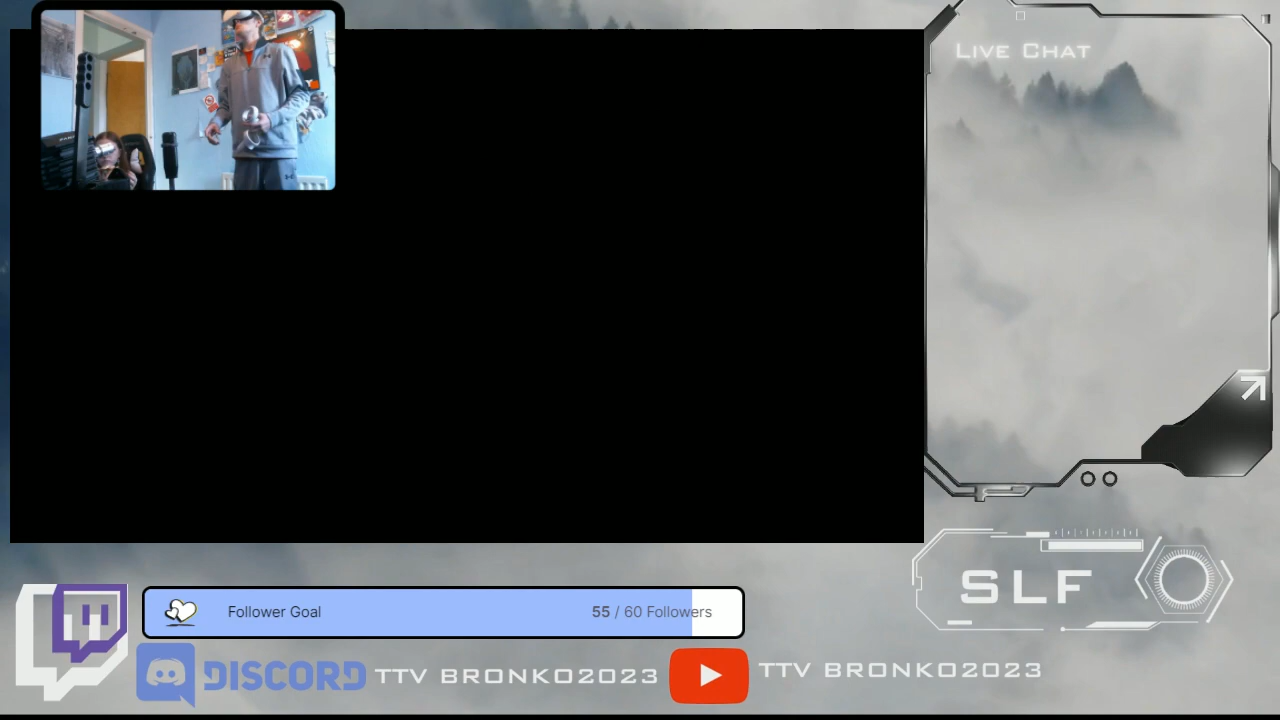 Live Chat
SLF
Follower Goal 55 / 60 Followers
DISCORD TTV BRONKO2023 TTV BRONKO2023